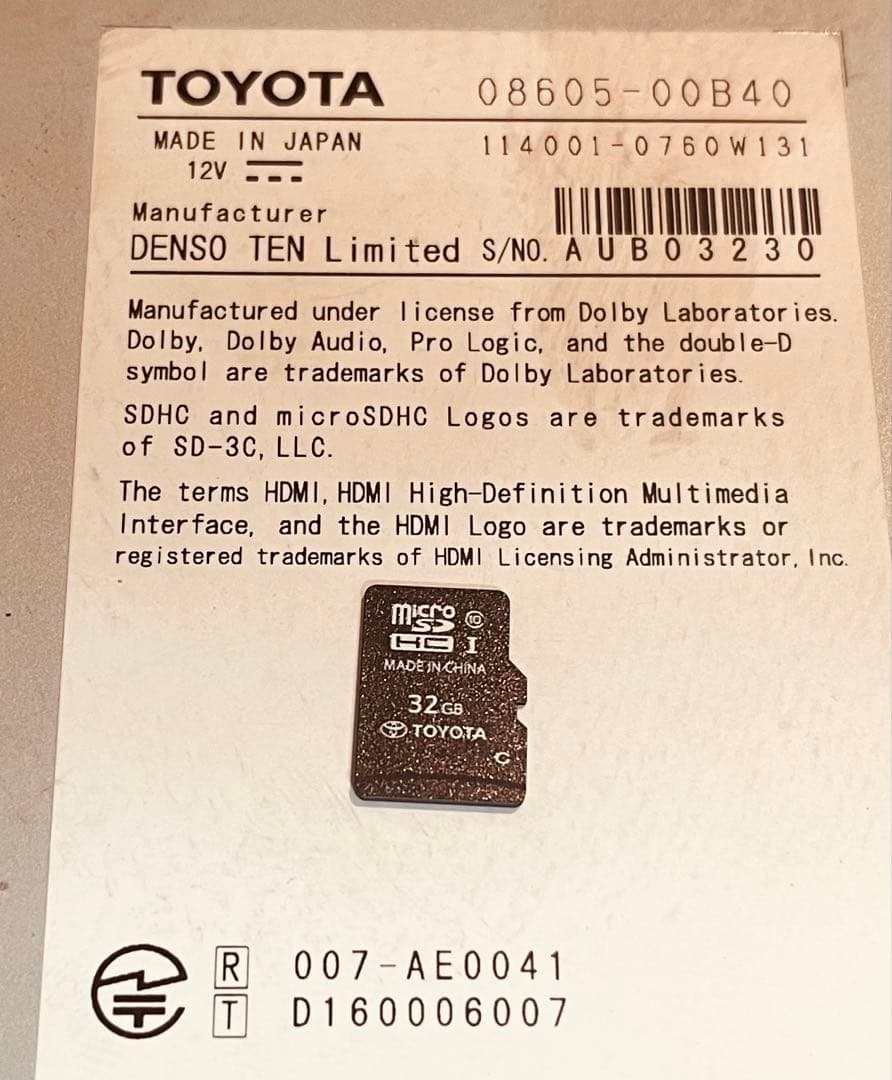 TOYOTA 08605-00B40
MADE IN JAPAN 114001-0760W131
12V
Manufacturer
DENSO TEN Limited S/NO. AUB03230
Manufactured under license from Dolby Laboratories.
Dolby, Dolby Audio, Pro Logic, and the double-D
symbol are trademarks of Dolby Laboratories.
SDHC and microSDHC Logos are trademarks
of SD-3C, LLC.
The terms HDMI, HDMI High-Definition Multimedia
Interface, and the HDMI Logo are trademarks or
registered trademarks of HDMI Licensing Administrator, Inc.
micro
SD 10
HC I
MADE IN CHINA
32GB
TOYOTA
C
R 007-AE0041
T D160006007